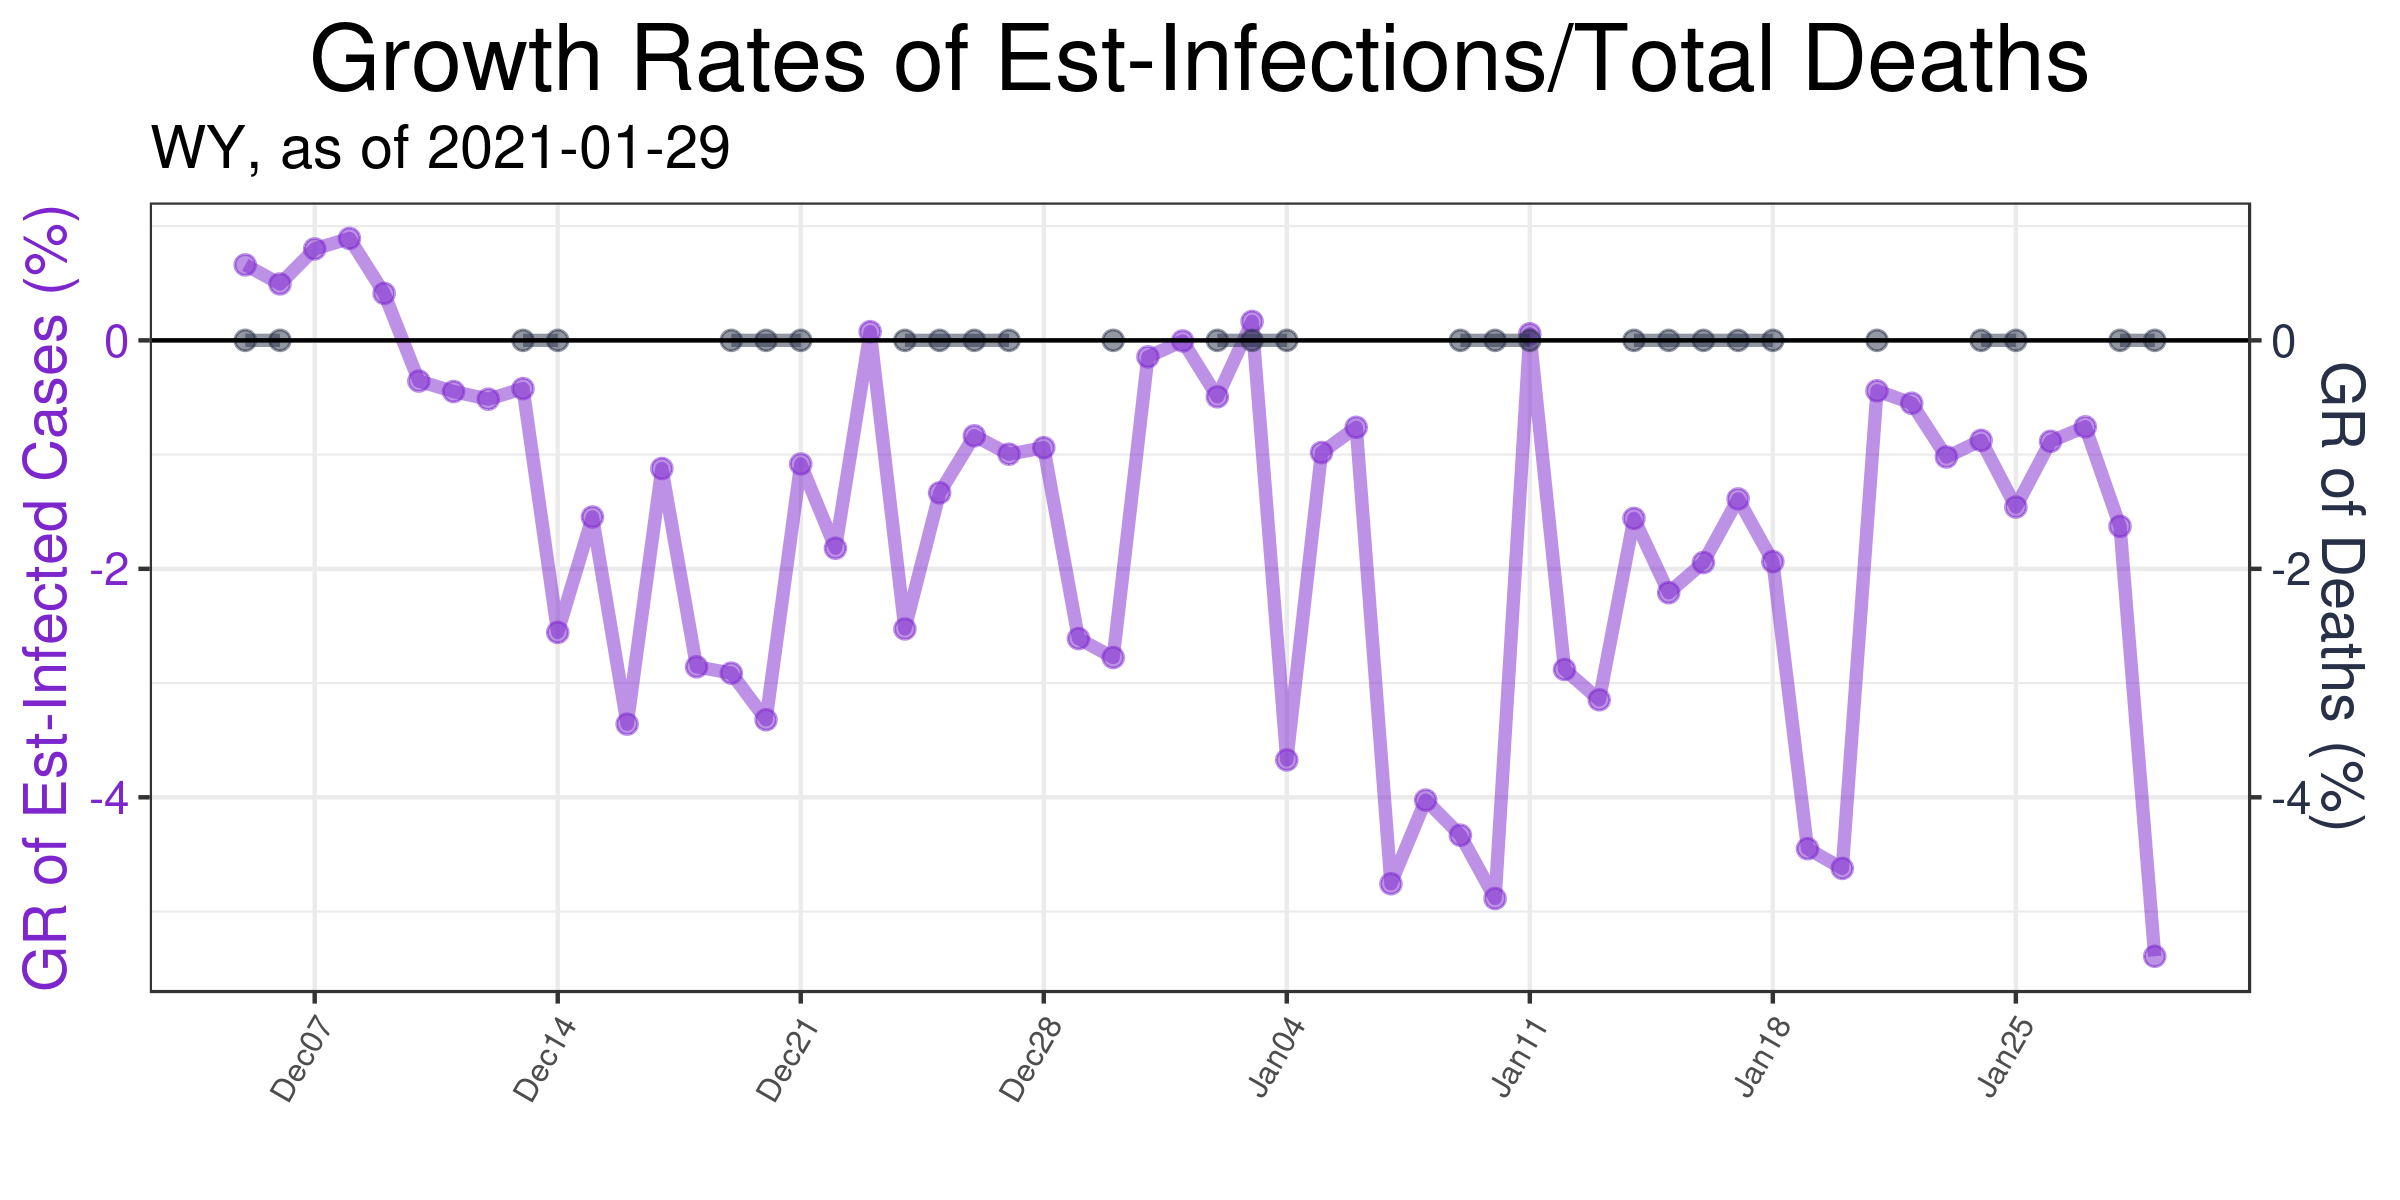 Growth Rates of Est-Infections/Total Deaths
WY, as of 2021-01-29
GR of Est-Infected Cases (%)
0
-2
-4
0
-2
-4
GR of Deaths (%)
Dec07
Dec14
Dec21
Dec28
Jan04
Jan11
Jan18
Jan25